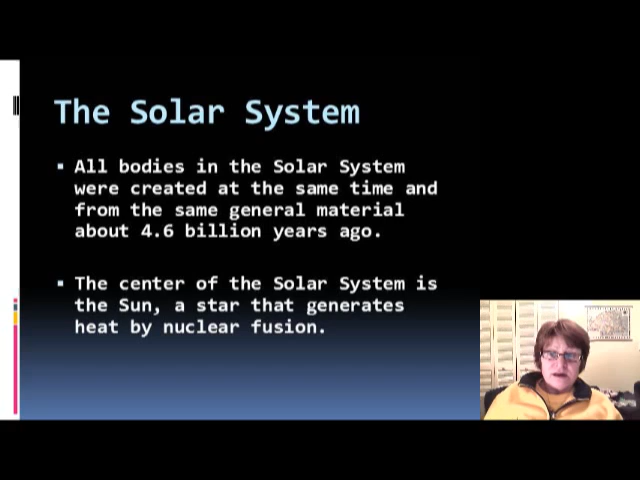 The Solar System
▪ All bodies in the Solar System
were created at the same time and
from the same general material
about 4.6 billion years ago.
▪ The center of the Solar System is
the Sun, a star that generates
heat by nuclear fusion.